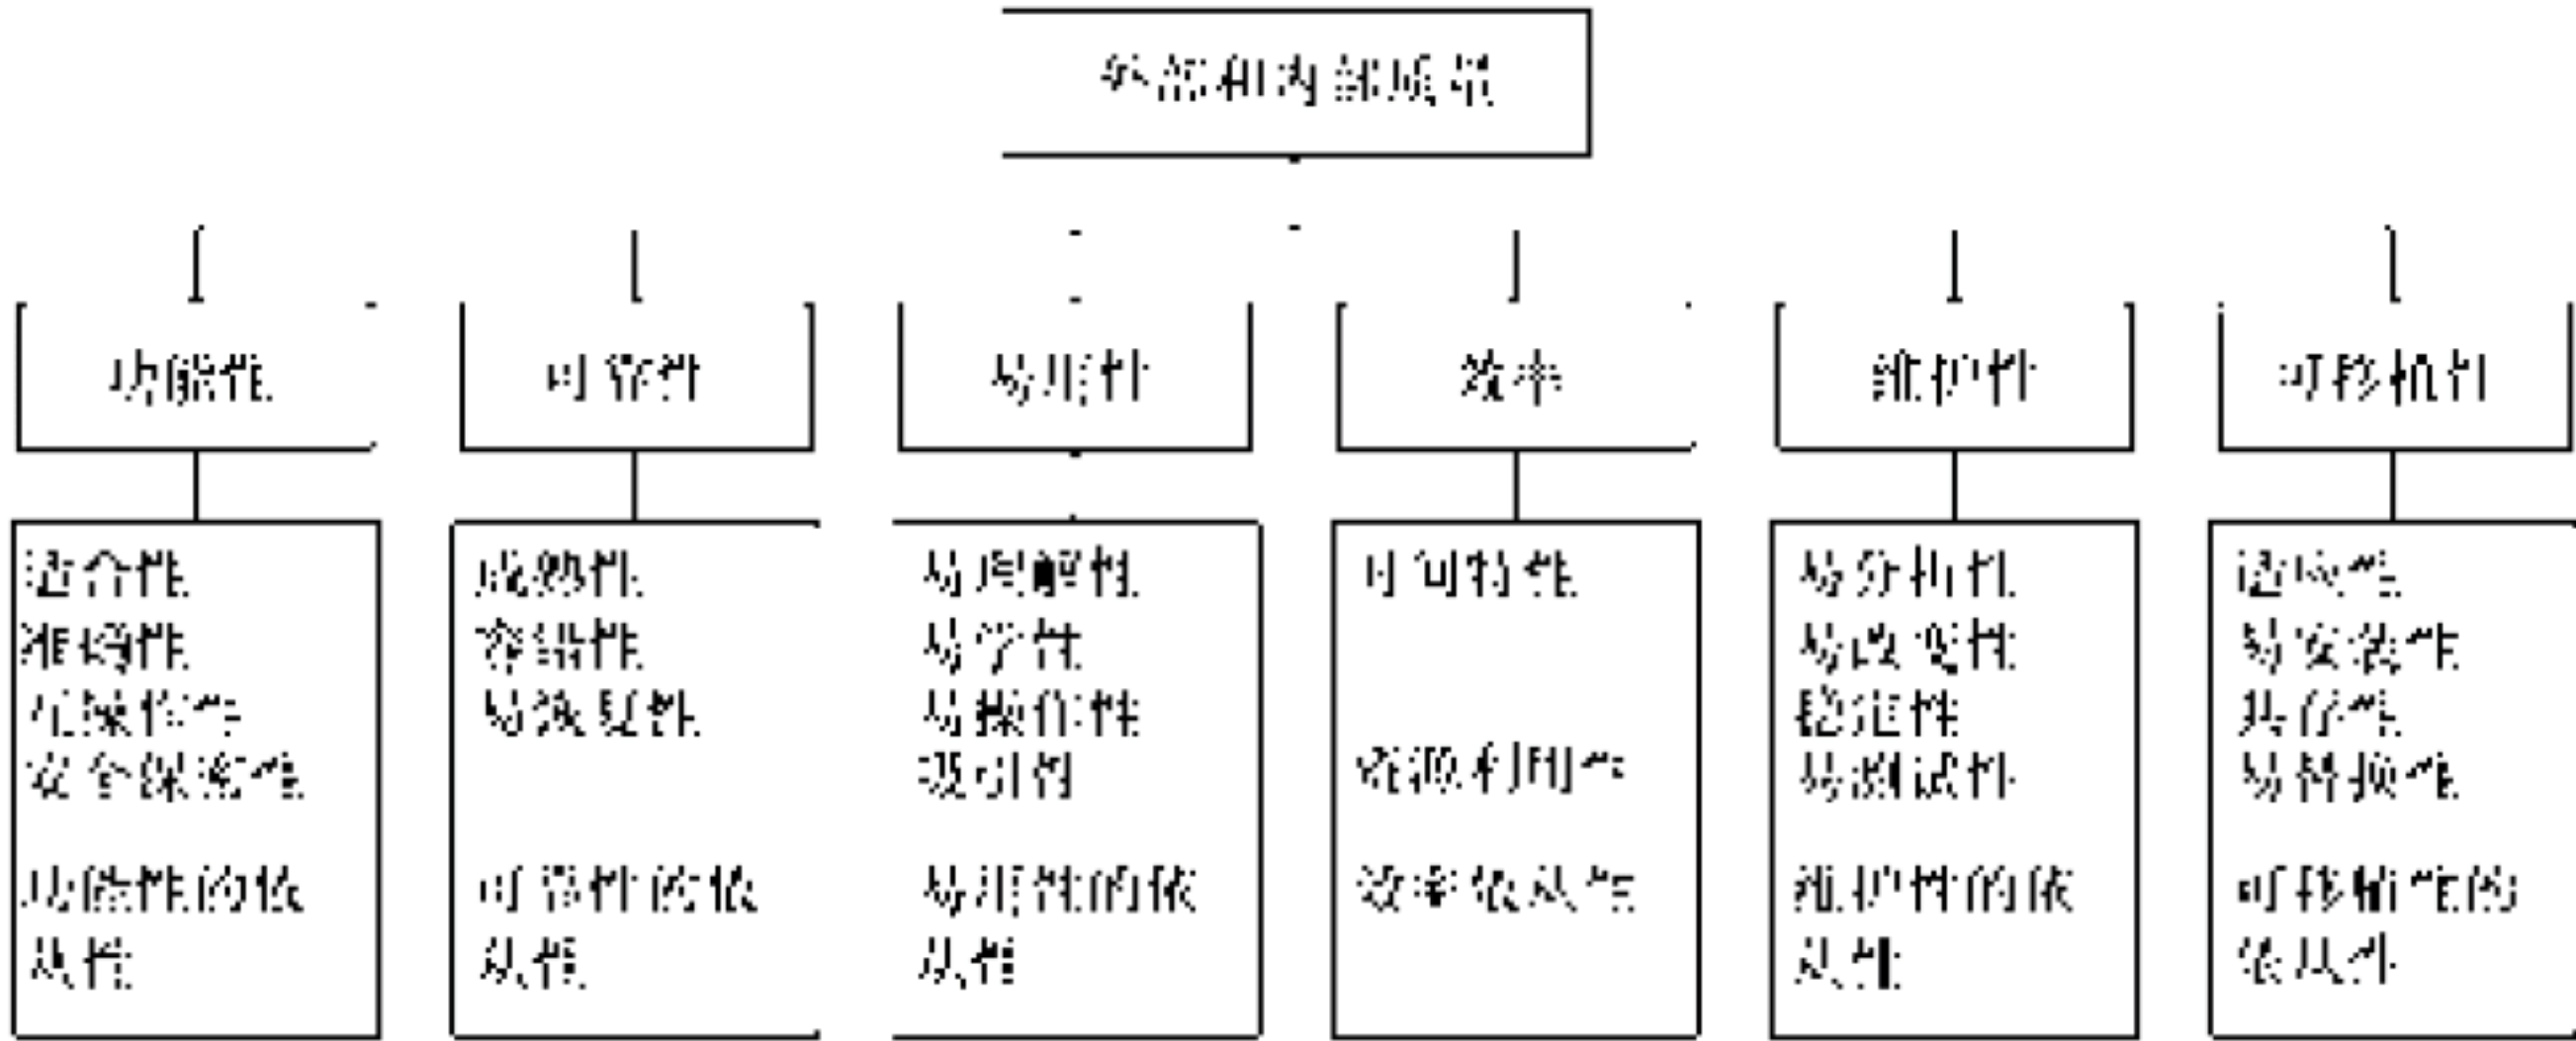 外部和内部质量
功能性
可靠性
易用性
效率
维护性
可移植性
适合性
准确性
互操作性
安全保密性
功能性的依
从性
成熟性
容错性
易恢复性
可靠性的依
从性
易理解性
易学性
易操作性
吸引性
易用性的依
从性
时间特性
资源利用性
效率依从性
易分析性
易改变性
稳定性
易测试性
维护性的依
从性
适应性
易安装性
共存性
易替换性
可移植性的
依从性